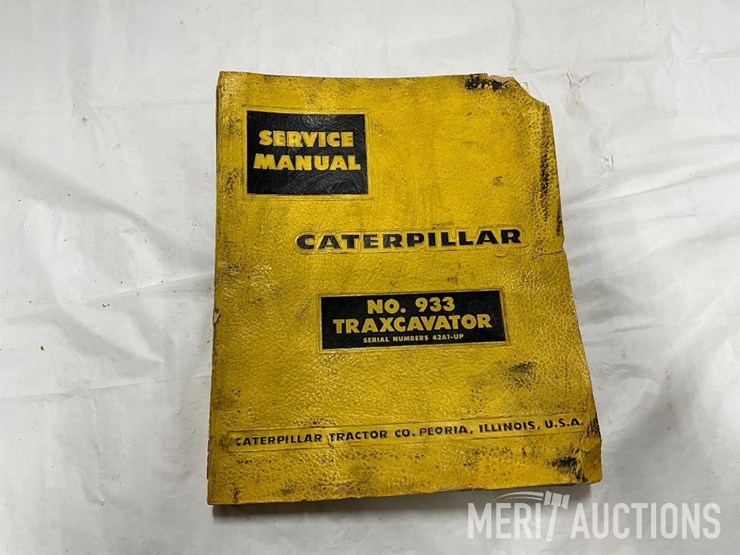 SERVICE
MANUAL
CATERPILLAR
NO. 933
TRAXCAVATOR
SERIAL NUMBERS 42A1-UP
CATERPILLAR TRACTOR CO. PEORIA, ILLINOIS, U.S.A.
MERIT AUCTIONS